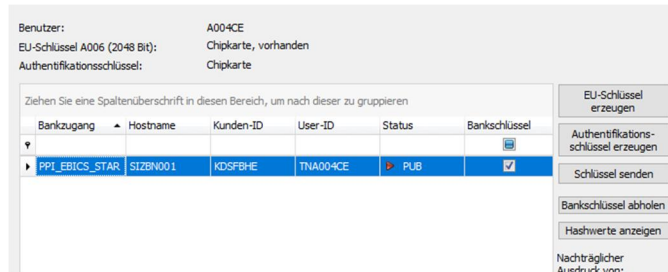 Benutzer: A004CE
EU-Schlüssel A006 (2048 Bit): Chipkarte, vorhanden
Authentifikationsschlüssel: Chipkarte
Ziehen Sie eine Spaltenüberschrift in diesen Bereich, um nach dieser zu gruppieren
Bankzugang Hostname Kunden-ID User-ID Status Bankschlüssel
PPI_EBICS_STAR SIZBN001 KDSFBHE TNA004CE PUB
EU-Schlüssel
erzeugen
Authentifikations-
schlüssel erzeugen
Schlüssel senden
Bankschlüssel abholen
Hashwerte anzeigen
Nachträglicher
Ausdruck von: